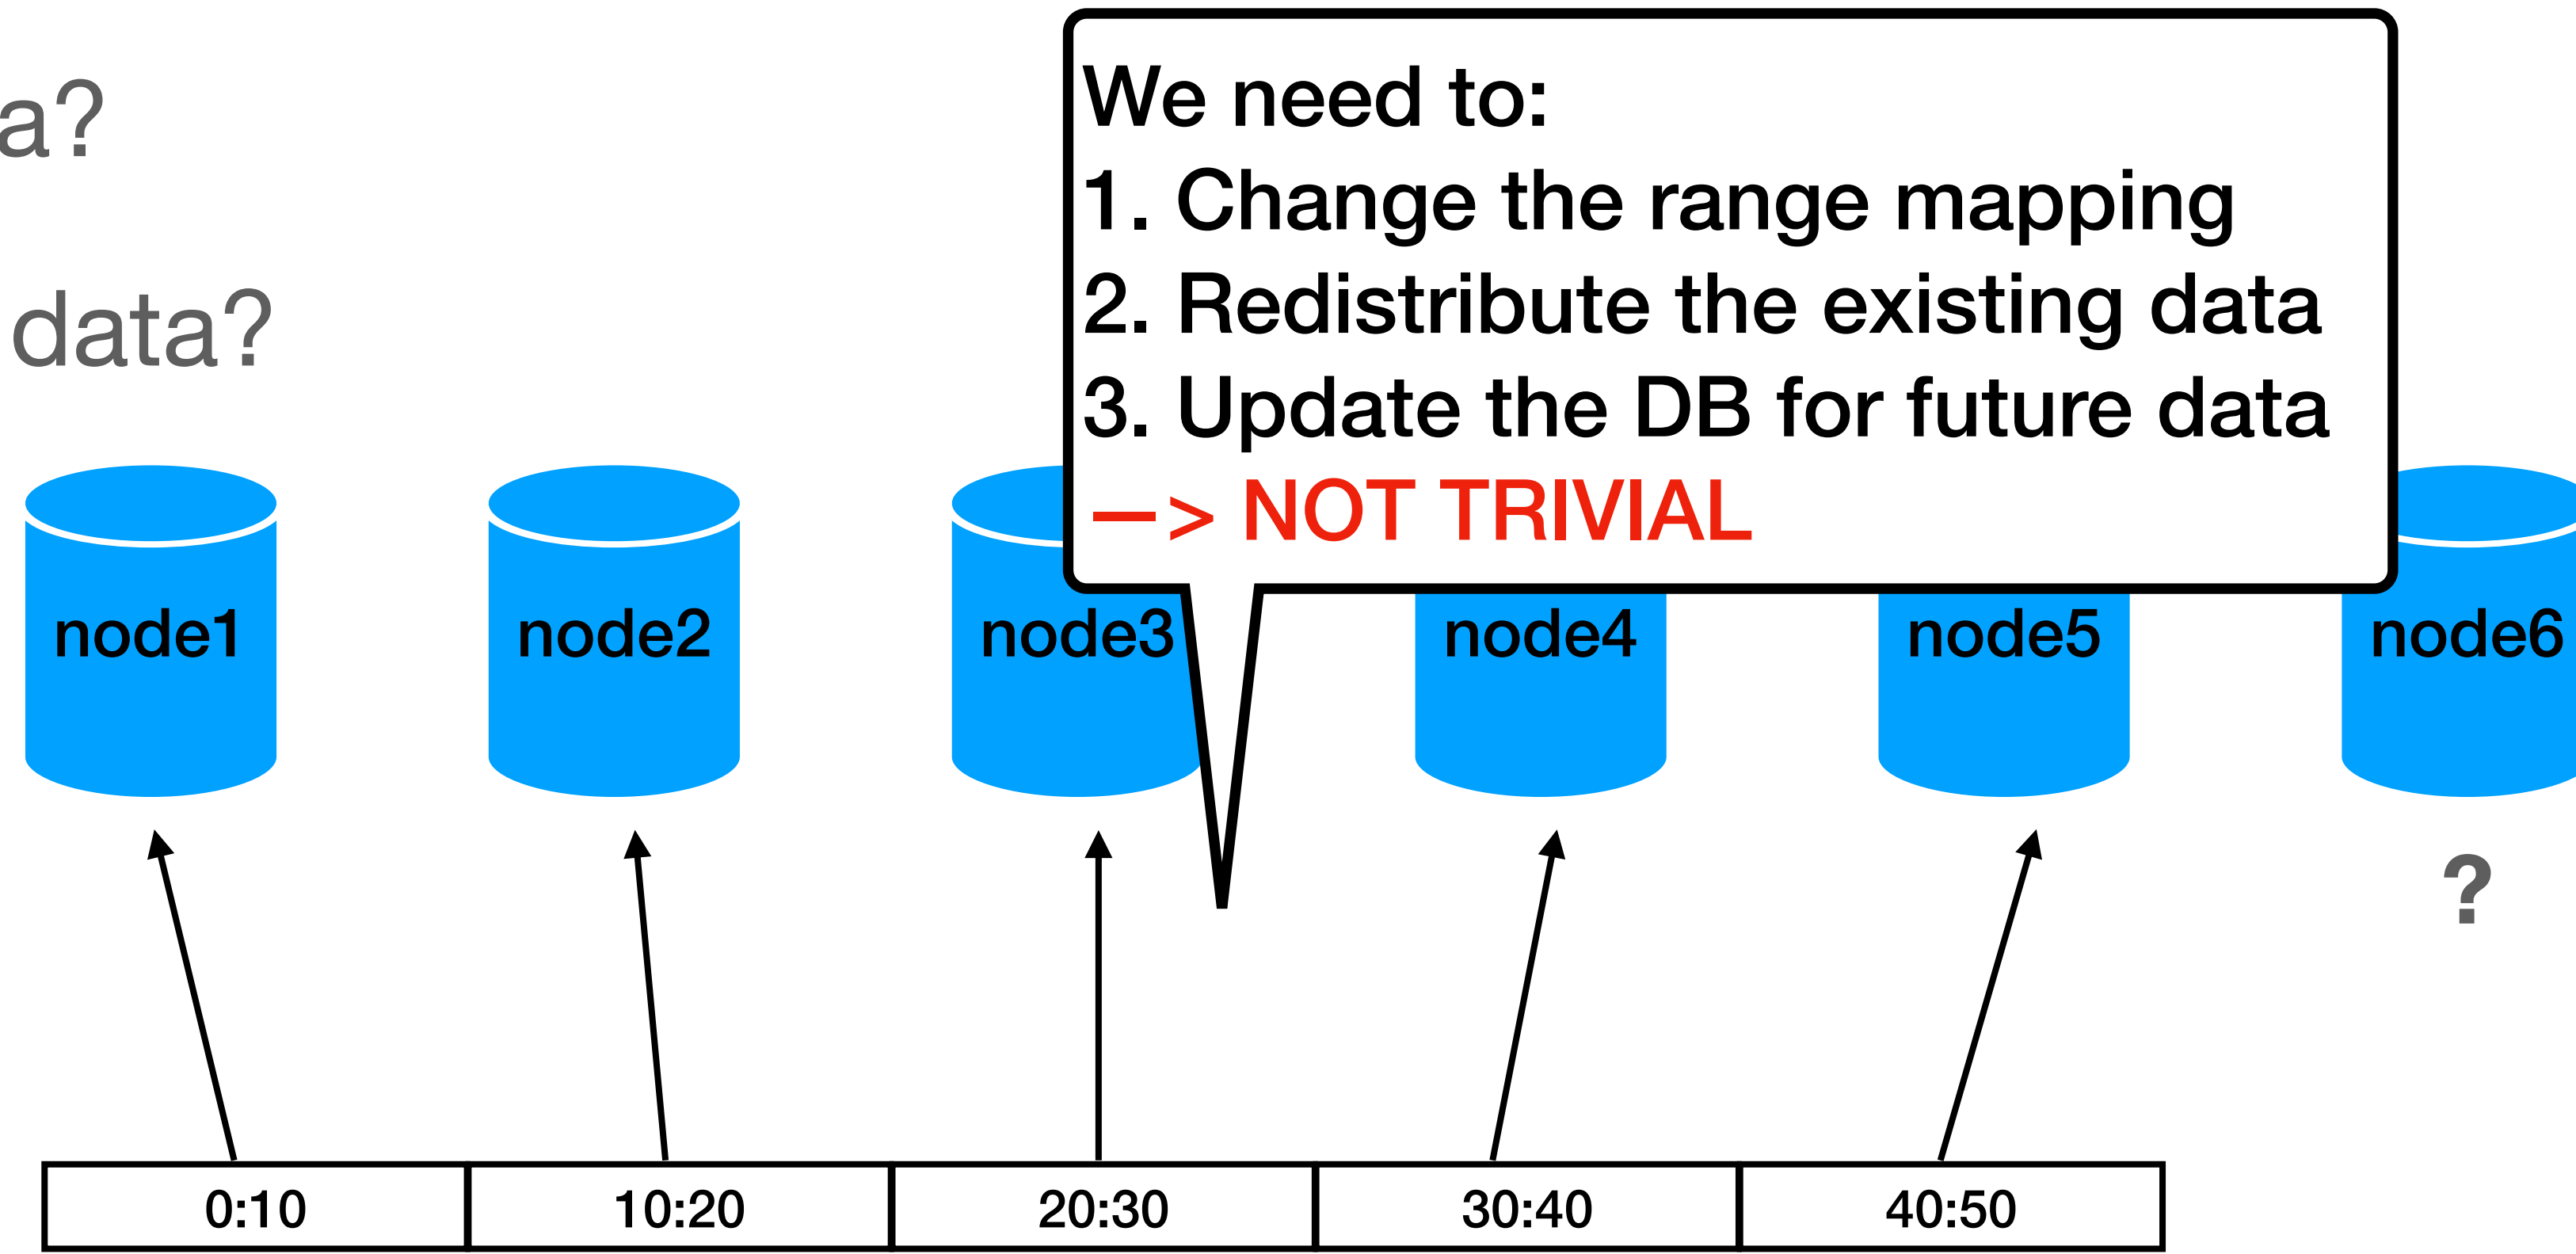 a?
data?
We need to:
1. Change the range mapping
2. Redistribute the existing data
3. Update the DB for future data
—> NOT TRIVIAL
node1
node2
node3
node4
node5
node6
?
0:10
10:20
20:30
30:40
40:50